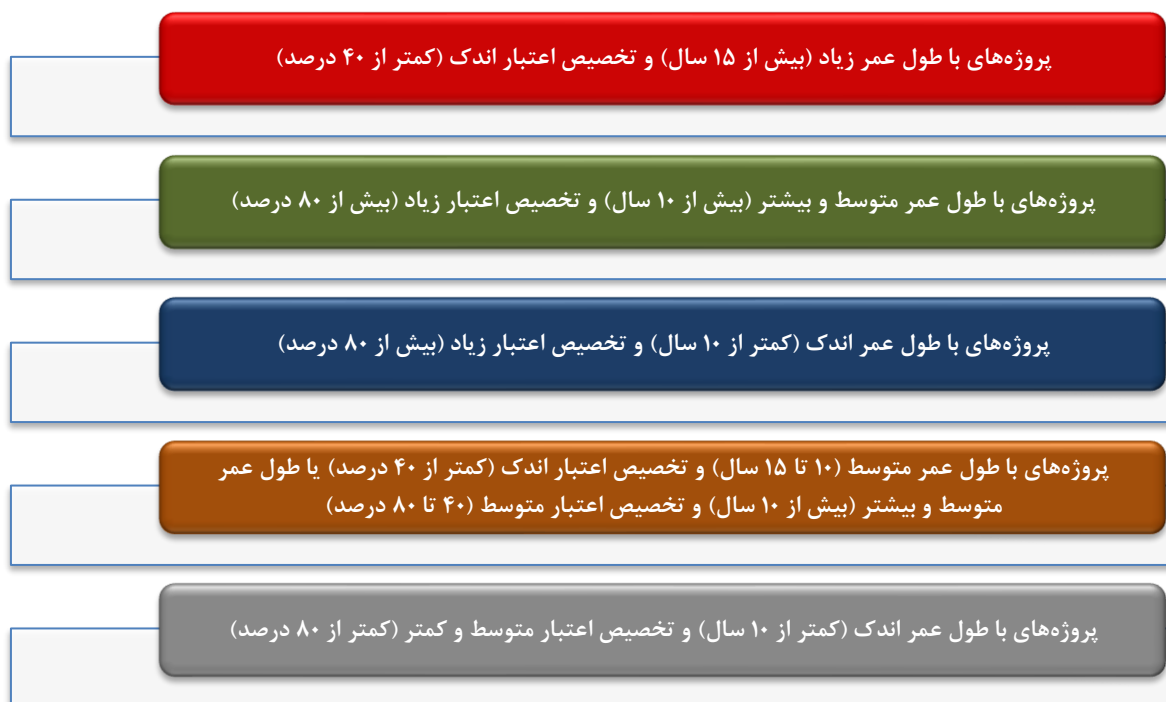 پروژه‌های با طول عمر زیاد (بیش از ۱۵ سال) و تخصیص اعتبار اندک (کمتر از ۴۰ درصد)
پروژه‌های با طول عمر متوسط و بیشتر (بیش از ۱۰ سال) و تخصیص اعتبار زیاد (بیش از ۸۰ درصد)
پروژه‌های با طول عمر اندک (کمتر از ۱۰ سال) و تخصیص اعتبار زیاد (بیش از ۸۰ درصد)
پروژه‌های با طول عمر متوسط (۱۰ تا ۱۵ سال) و تخصیص اعتبار اندک (کمتر از ۴۰ درصد) یا طول عمر
متوسط و بیشتر (بیش از ۱۰ سال) و تخصیص اعتبار متوسط (۴۰ تا ۸۰ درصد)
پروژه‌های با طول عمر اندک (کمتر از ۱۰ سال) و تخصیص اعتبار متوسط و کمتر (کمتر از ۸۰ درصد)